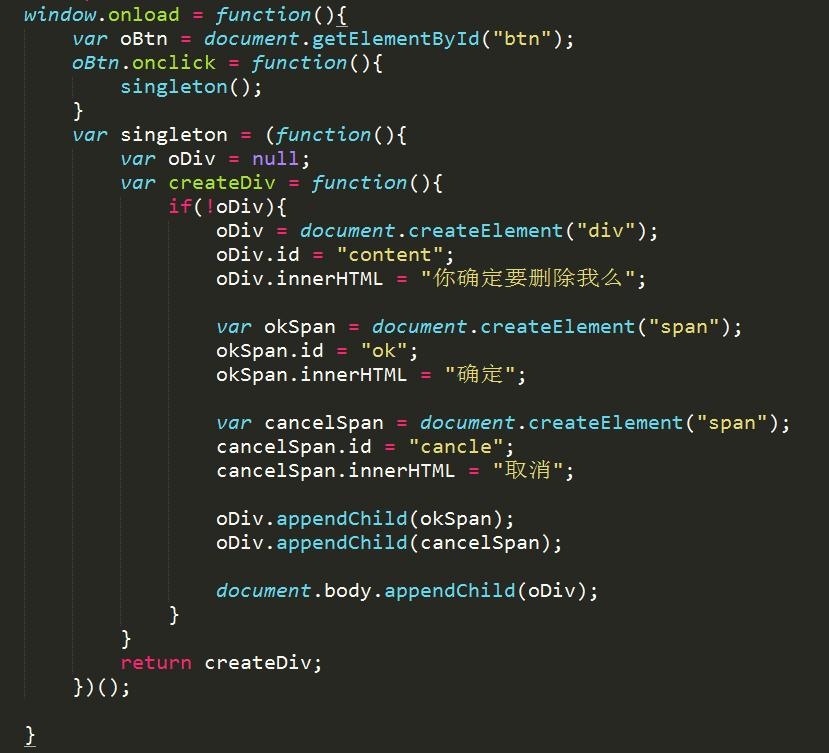 window.onload = function(){
    var oBtn = document.getElementById("btn");
    oBtn.onclick = function(){
        singleton();
    }
    var singleton = (function(){
        var oDiv = null;
        var createDiv = function(){
            if(!oDiv){
                oDiv = document.createElement("div");
                oDiv.id = "content";
                oDiv.innerHTML = "你确定要删除我么";

                var okSpan = document.createElement("span");
                okSpan.id = "ok";
                okSpan.innerHTML = "确定";

                var cancelSpan = document.createElement("span");
                cancelSpan.id = "cancle";
                cancelSpan.innerHTML = "取消";

                oDiv.appendChild(okSpan);
                oDiv.appendChild(cancelSpan);

                document.body.appendChild(oDiv);
            }
        }
        return createDiv;
    })();

}